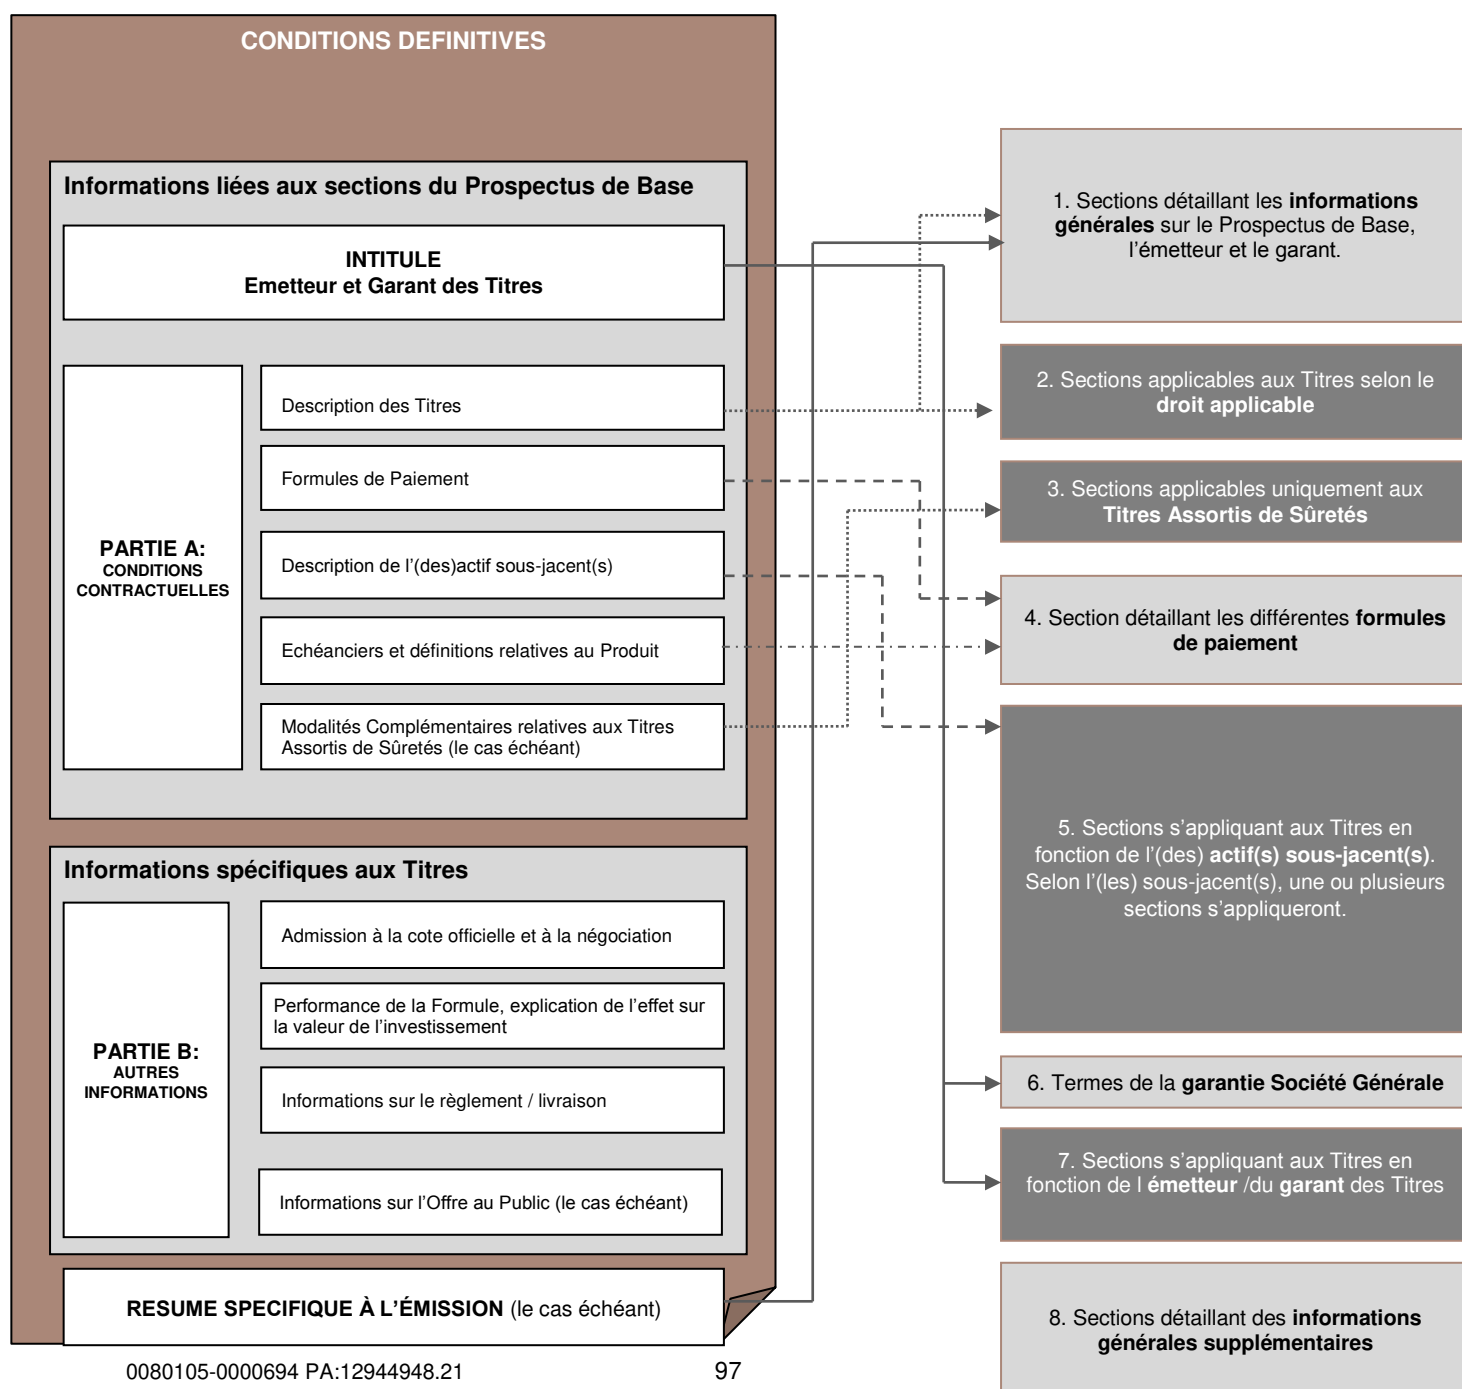 CONDITIONS DEFINITIVES
Informations liées aux sections du Prospectus de Base
INTITULE
Emetteur et Garant des Titres
PARTIE A:
CONDITIONS
CONTRACTUELLES
Description des Titres
Formules de Paiement
Description de l’(des)actif sous-jacent(s)
Echéanciers et définitions relatives au Produit
Modalités Complémentaires relatives aux Titres
Assortis de Sûretés (le cas échéant)
Informations spécifiques aux Titres
PARTIE B:
AUTRES
INFORMATIONS
Admission à la cote officielle et à la négociation
Performance de la Formule, explication de l’effet sur
la valeur de l’investissement
Informations sur le règlement / livraison
Informations sur l’Offre au Public (le cas échéant)
RESUME SPECIFIQUE À L’ÉMISSION (le cas échéant)
1. Sections détaillant les informations
générales sur le Prospectus de Base,
l’émetteur et le garant.
2. Sections applicables aux Titres selon le
droit applicable
3. Sections applicables uniquement aux
Titres Assortis de Sûretés
4. Section détaillant les différentes formules
de paiement
5. Sections s’appliquant aux Titres en
fonction de l’(des) actif(s) sous-jacent(s).
Selon l’(les) sous-jacent(s), une ou plusieurs
sections s’appliqueront.
6. Termes de la garantie Société Générale
7. Sections s’appliquant aux Titres en
fonction de l émetteur /du garant des Titres
8. Sections détaillant des informations
générales supplémentaires
0080105-0000694 PA:12944948.21
97